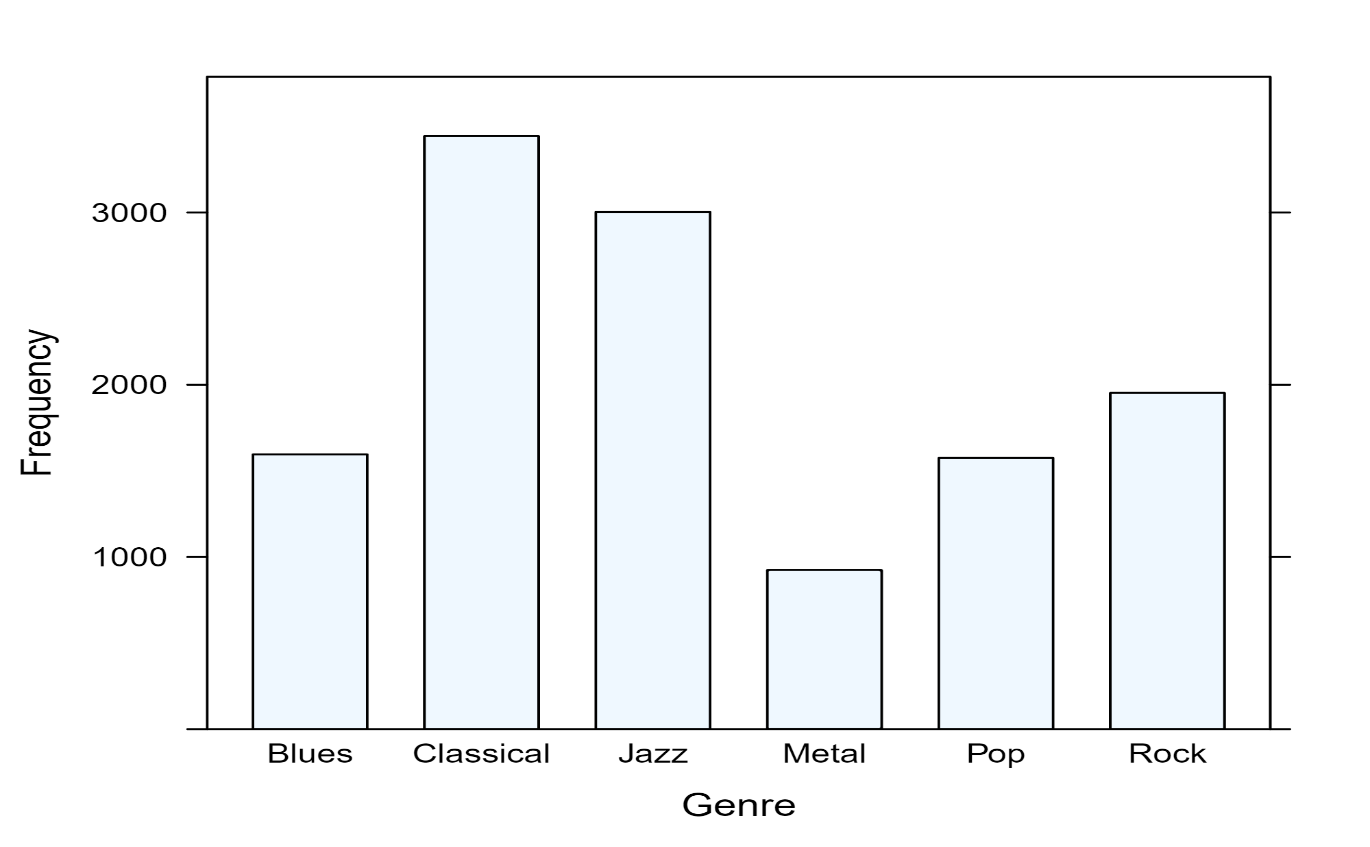 Frequency
3000
2000
1000
Blues Classical Jazz Metal Pop Rock
Genre